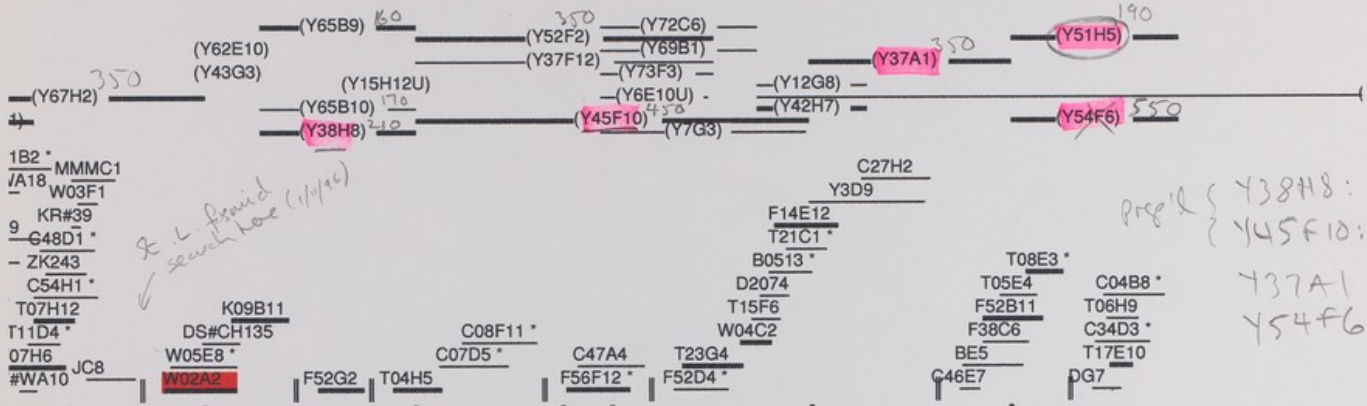 (Y65B9) 160 350 (Y72C6) 190
(Y62E10) (Y52F2) (Y69B1) (Y51H5)
(Y43G3) (Y37F12) (Y37A1) 350
350 (Y15H12U) (Y73F3) (Y12G8)
(Y67H2) (Y65B10) 170 (Y6E10U) (Y42H7)
1) (Y38H8) 210 (Y45F10) 450 (Y7G3) (Y54F6) 550
1B2 * MMMC1 C27H2
WA18 W03F1 Y3D9
KR#39 F14E12 prep'd { Y38H8:
9 C48D1 * search here (1/11/96) T21C1 * Y45F10:
ZK243 B0513 * T08E3 * Y37A1
C54H1 * D2074 T05E4 C04B8 * Y54F6
T07H12 K09B11 T15F6 F52B11 T06H9
T11D4 * DS#CH135 C08F11 * W04C2 F38C6 C34D3 *
07H6 JC8 W05E8 * C07D5 * C47A4 T23G4 BE5 T17E10
#WA10 W02A2 F52G2 T04H5 F56F12 * F52D4 * C46E7 DG7